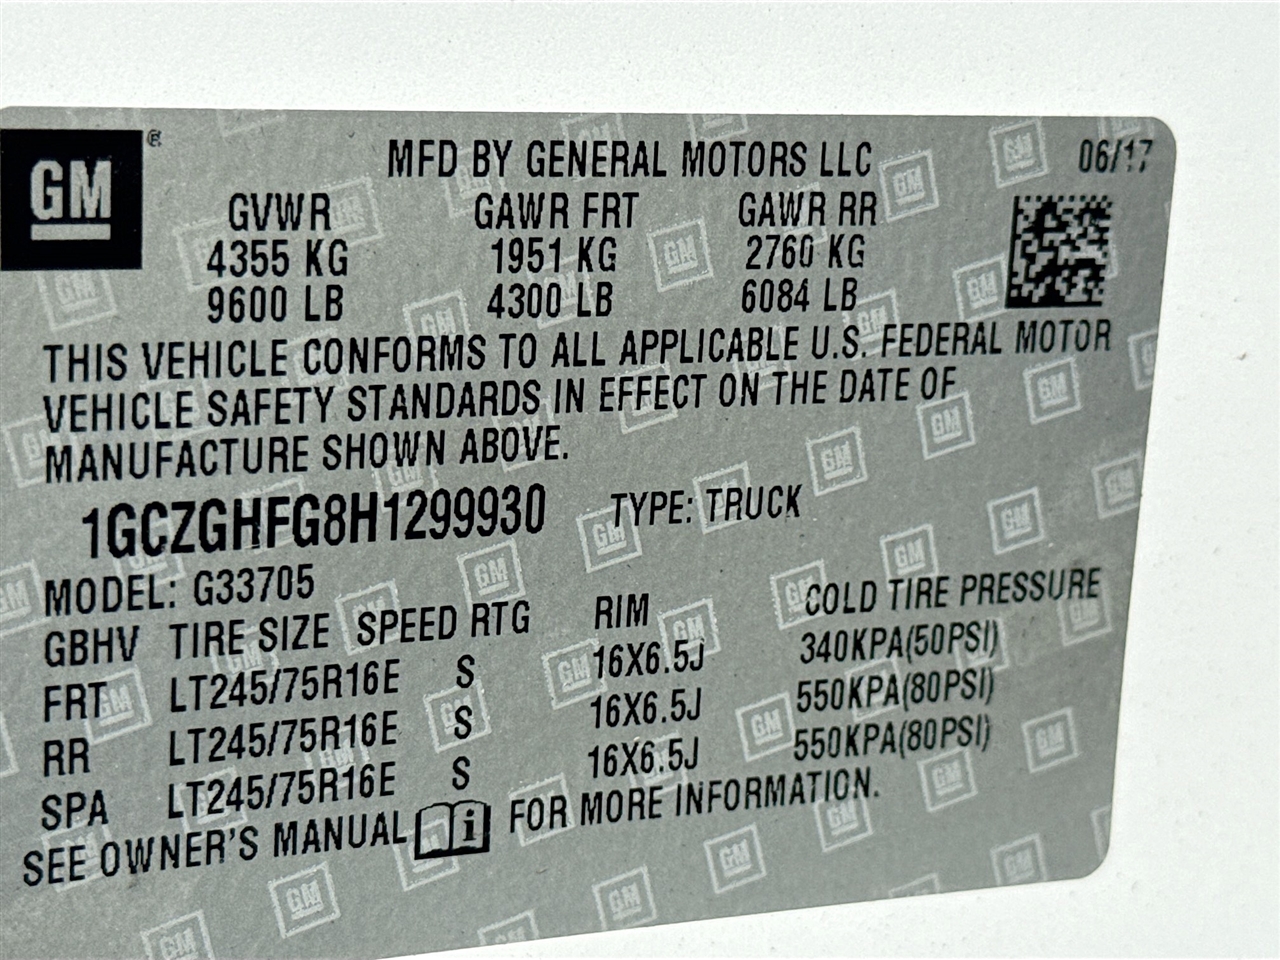 GM ®
MFD BY GENERAL MOTORS LLC 06/17
GVWR GAWR FRT GAWR RR
4355 KG 1951 KG 2760 KG
9600 LB 4300 LB 6084 LB
THIS VEHICLE CONFORMS TO ALL APPLICABLE U.S. FEDERAL MOTOR
VEHICLE SAFETY STANDARDS IN EFFECT ON THE DATE OF
MANUFACTURE SHOWN ABOVE.
1GCZGHFG8H1299930 TYPE: TRUCK
MODEL: G33705
GBHV TIRE SIZE SPEED RTG RIM COLD TIRE PRESSURE
FRT LT245/75R16E S 16X6.5J 340KPA(50PSI)
RR LT245/75R16E S 16X6.5J 550KPA(80PSI)
SPA LT245/75R16E S 16X6.5J 550KPA(80PSI)
SEE OWNER'S MANUAL i FOR MORE INFORMATION.